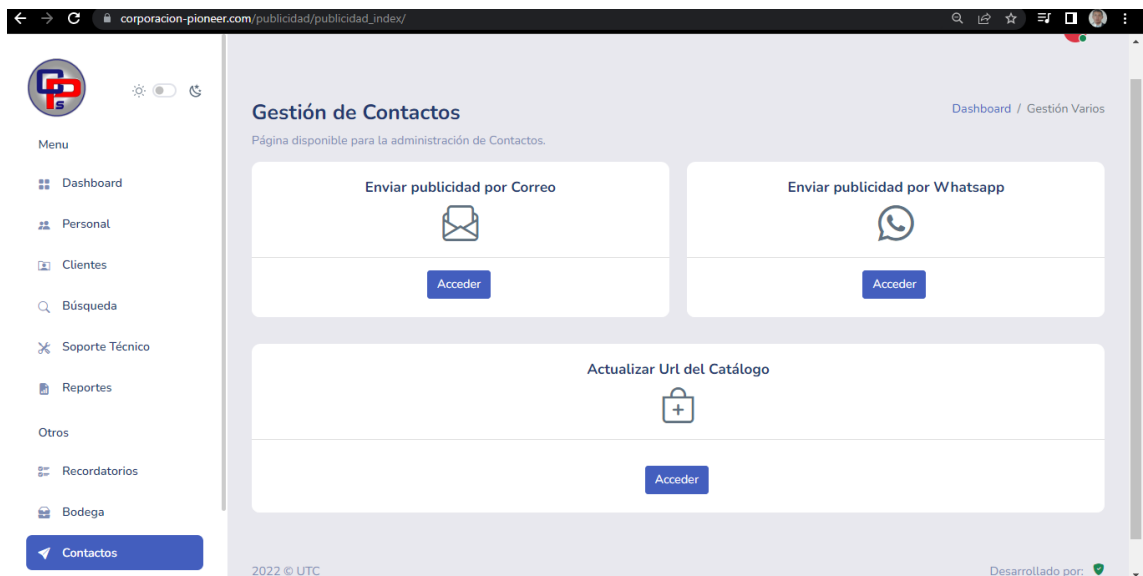 corporacion-pioneer.com/publicidad/publicidad_index/
CPPs
Menu
Dashboard
Personal
Clientes
Búsqueda
Soporte Técnico
Reportes
Otros
Recordatorios
Bodega
Contactos
Gestión de Contactos
Dashboard / Gestión Varios
Página disponible para la administración de Contactos.
Enviar publicidad por Correo
Acceder
Enviar publicidad por Whatsapp
Acceder
Actualizar Url del Catálogo
Acceder
2022 © UTC
Desarrollado por: